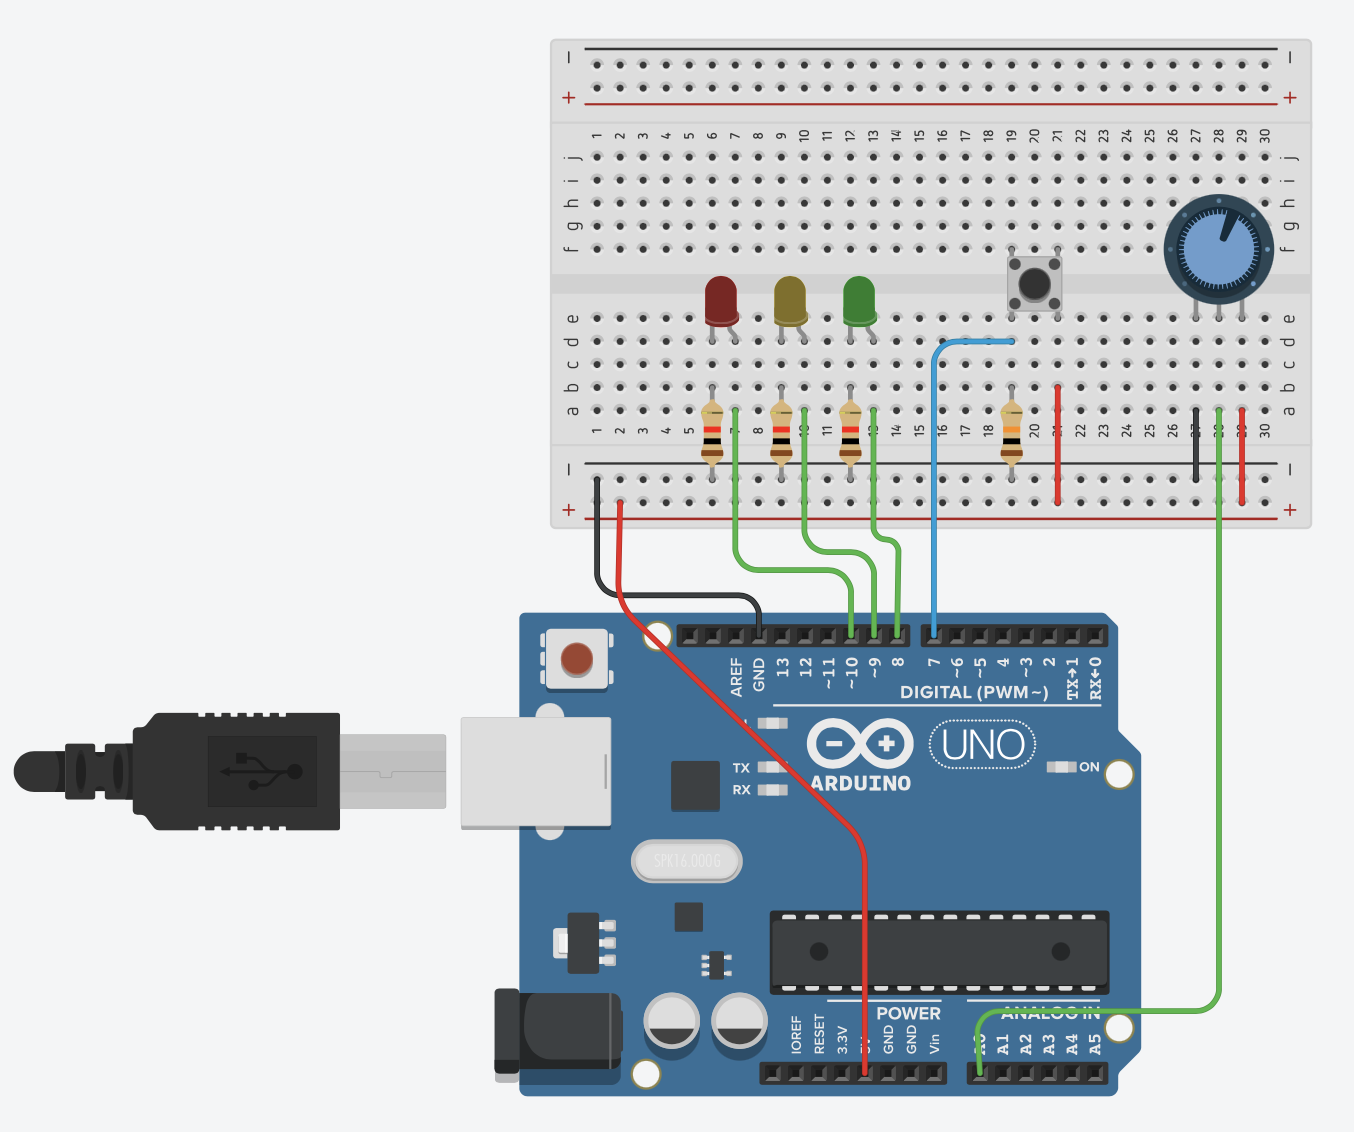 − −
+ +
1 2 3 4 5 6 7 8 9 10 11 12 13 14 15 16 17 18 19 20 21 22 23 24 25 26 27 28 29 30
j j
i i
h h
g g
f f
e e
d d
c c
b b
a a
1 2 3 4 5 6 7 8 9 10 11 12 13 14 15 16 17 18 19 20 21 22 23 24 25 26 27 28 29 30
− −
+ +
AREF GND 13 12 ~11 ~10 ~9 8 7 ~6 ~5 4 ~3 2 TX→1 RX←0
DIGITAL (PWM~)
TX
RX
UNO
ARDUINO
ON
SPK16.000G
POWER ANALOG IN
IOREF RESET 3.3V 5V GND GND Vin A0 A1 A2 A3 A4 A5